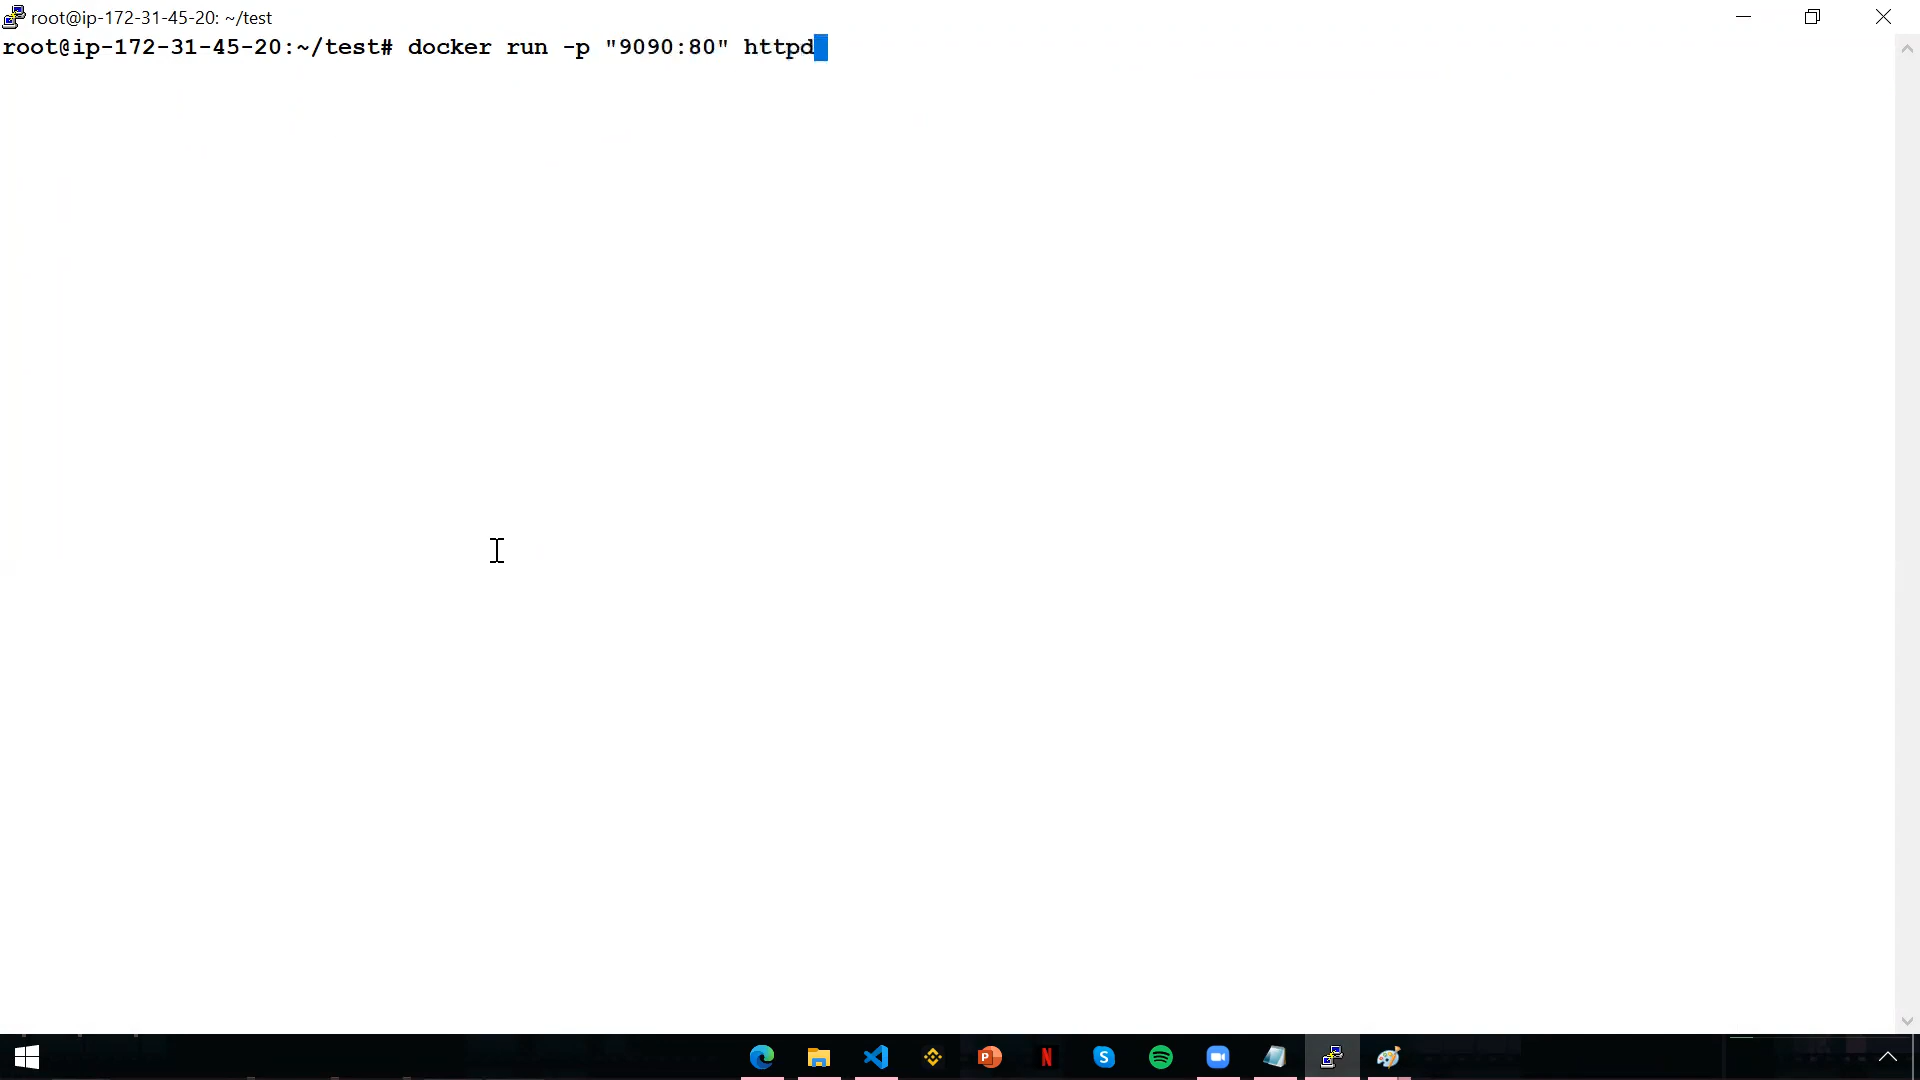 root@ip-172-31-45-20: ~/test
root@ip-172-31-45-20:~/test# docker run -p "9090:80" httpd